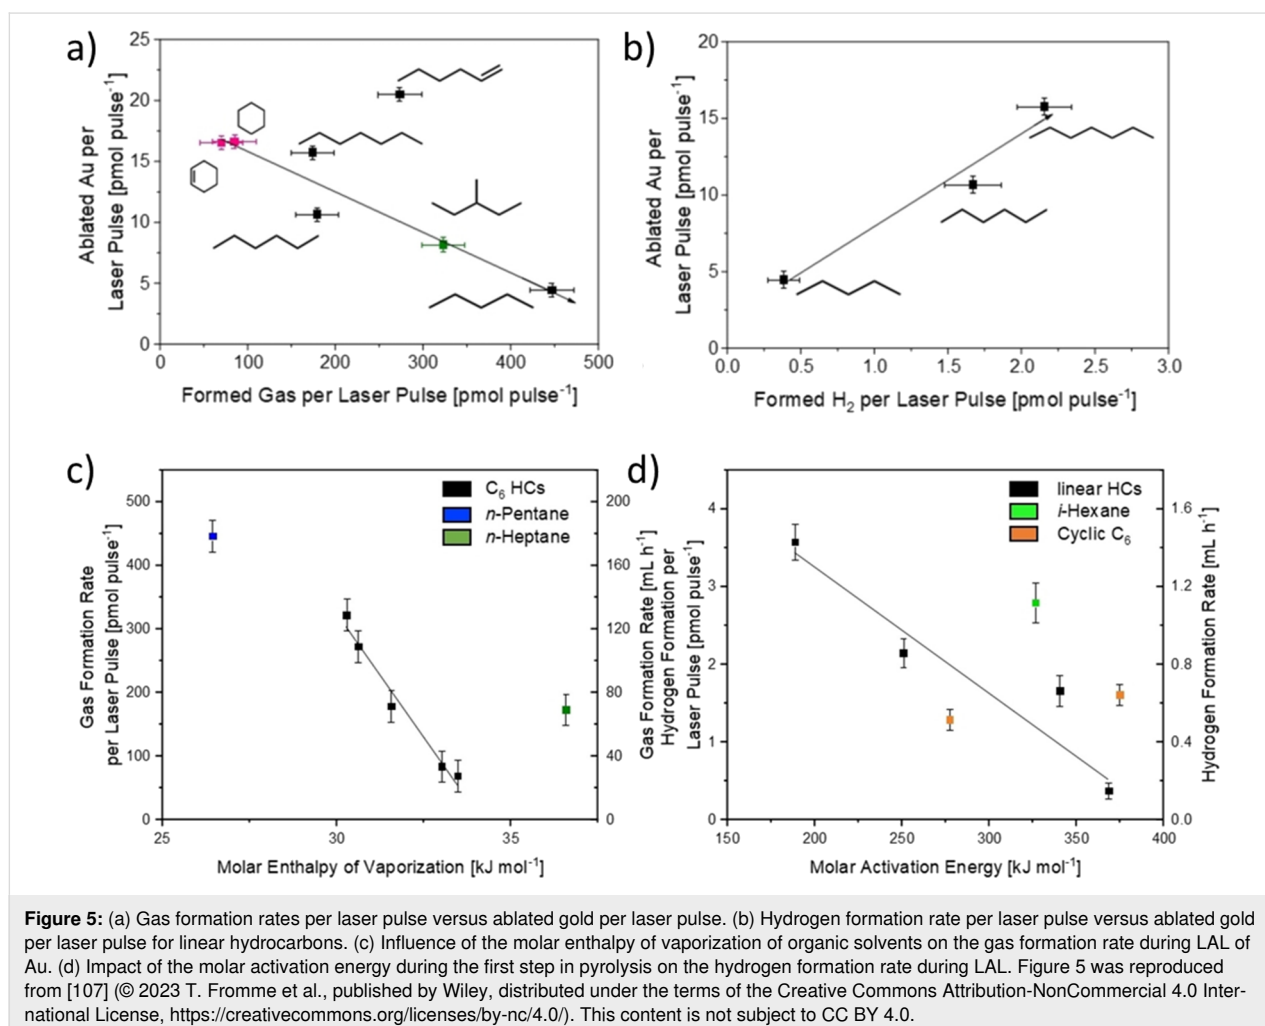 a)
25
20
15
10
5
0
Ablated Au per
Laser Pulse [pmol pulse⁻¹]
0 100 200 300 400 500
Formed Gas per Laser Pulse [pmol pulse⁻¹]
b)
20
15
10
5
0
Ablated Au per
Laser Pulse [pmol pulse⁻¹]
0.0 0.5 1.0 1.5 2.0 2.5 3.0
Formed H₂ per Laser Pulse [pmol pulse⁻¹]
c)
C₆ HCs
n-Pentane
n-Heptane
500
400
300
200
100
0
Gas Formation Rate
per Laser Pulse [pmol pulse⁻¹]
200
160
120
80
40
0
Gas Formation Rate [mL h⁻¹]
25 30 35
Molar Enthalpy of Vaporization [kJ mol⁻¹]
d)
linear HCs
i-Hexane
Cyclic C₆
4
3
2
1
0
Hydrogen Formation per
Laser Pulse [pmol pulse⁻¹]
1.6
1.2
0.8
0.4
0.0
Hydrogen Formation Rate [mL h⁻¹]
150 200 250 300 350 400
Molar Activation Energy [kJ mol⁻¹]
Figure 5: (a) Gas formation rates per laser pulse versus ablated gold per laser pulse. (b) Hydrogen formation rate per laser pulse versus ablated gold
per laser pulse for linear hydrocarbons. (c) Influence of the molar enthalpy of vaporization of organic solvents on the gas formation rate during LAL of
Au. (d) Impact of the molar activation energy during the first step in pyrolysis on the hydrogen formation rate during LAL. Figure 5 was reproduced
from [107] (© 2023 T. Fromme et al., published by Wiley, distributed under the terms of the Creative Commons Attribution-NonCommercial 4.0 Inter-
national License, https://creativecommons.org/licenses/by-nc/4.0/). This content is not subject to CC BY 4.0.